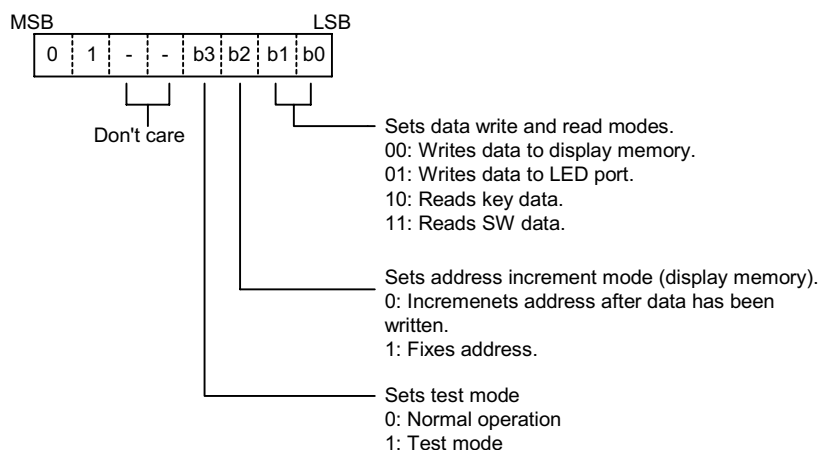 MSB LSB
0 1 - - b3 b2 b1 b0
Don't care
Sets data write and read modes.
00: Writes data to display memory.
01: Writes data to LED port.
10: Reads key data.
11: Reads SW data.
Sets address increment mode (display memory).
0: Incremenets address after data has been
written.
1: Fixes address.
Sets test mode
0: Normal operation
1: Test mode